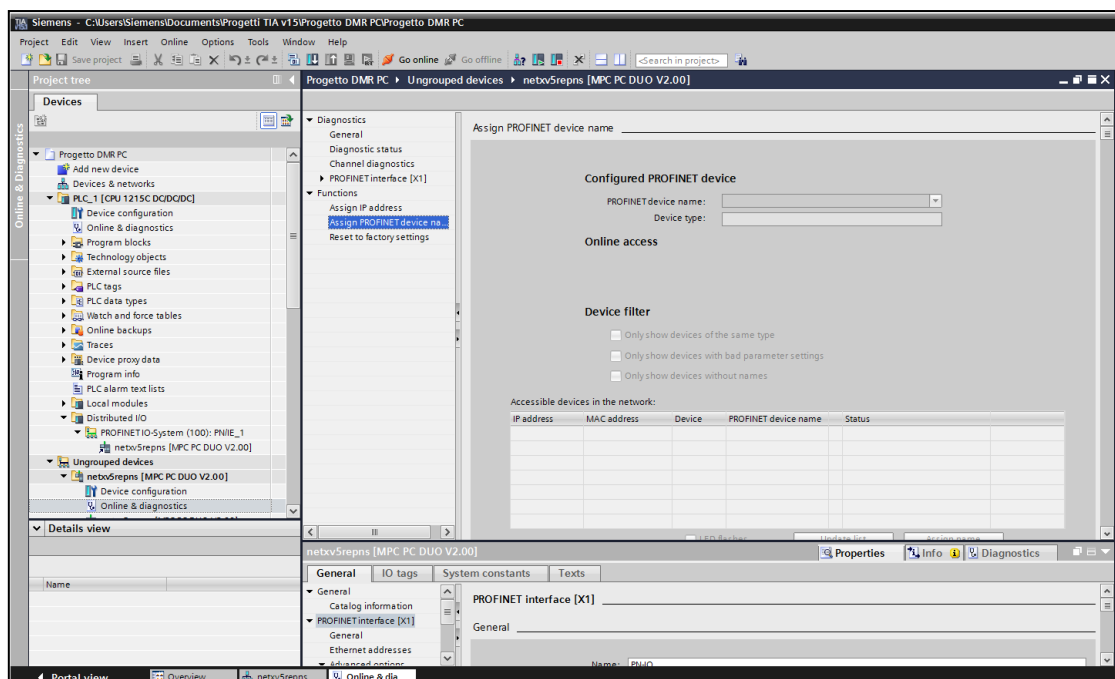 Siemens - C:\Users\Siemens\Documents\Progetti TIA v15\Progetto DMR PC\Progetto DMR PC
Project Edit View Insert Online Options Tools Window Help
Save project Go online Go offline <Search in project>
Project tree
Devices
Online & Diagnostics
Progetto DMR PC
Add new device
Devices & networks
PLC_1 [CPU 1215C DC/DC/DC]
Device configuration
Online & diagnostics
Program blocks
Technology objects
External source files
PLC tags
PLC data types
Watch and force tables
Online backups
Traces
Device proxy data
Program info
PLC alarm text lists
Local modules
Distributed I/O
PROFINET IO-System (100): PN/IE_1
netxv5repns [MPC PC DUO V2.00]
Ungrouped devices
netxv5repns [MPC PC DUO V2.00]
Device configuration
Online & diagnostics
Details view
Name
Progetto DMR PC Ungrouped devices netxv5repns [MPC PC DUO V2.00]
Diagnostics
General
Diagnostic status
Channel diagnostics
PROFINET interface [X1]
Functions
Assign IP address
Assign PROFINET device na...
Reset to factory settings
Assign PROFINET device name
Configured PROFINET device
PROFINET device name:
Device type:
Online access
Device filter
Only show devices of the same type
Only show devices with bad parameter settings
Only show devices without names
Accessible devices in the network:
IP address MAC address Device PROFINET device name Status
LED flashes Update list Assign name
netxv5repns [MPC PC DUO V2.00]
Properties Info Diagnostics
General IO tags System constants Texts
General
Catalog information
PROFINET interface [X1]
General
Ethernet addresses
Advanced options
PROFINET interface [X1]
General
Name: PN-IO
Portal view Overview netxv5repns Online & dia...